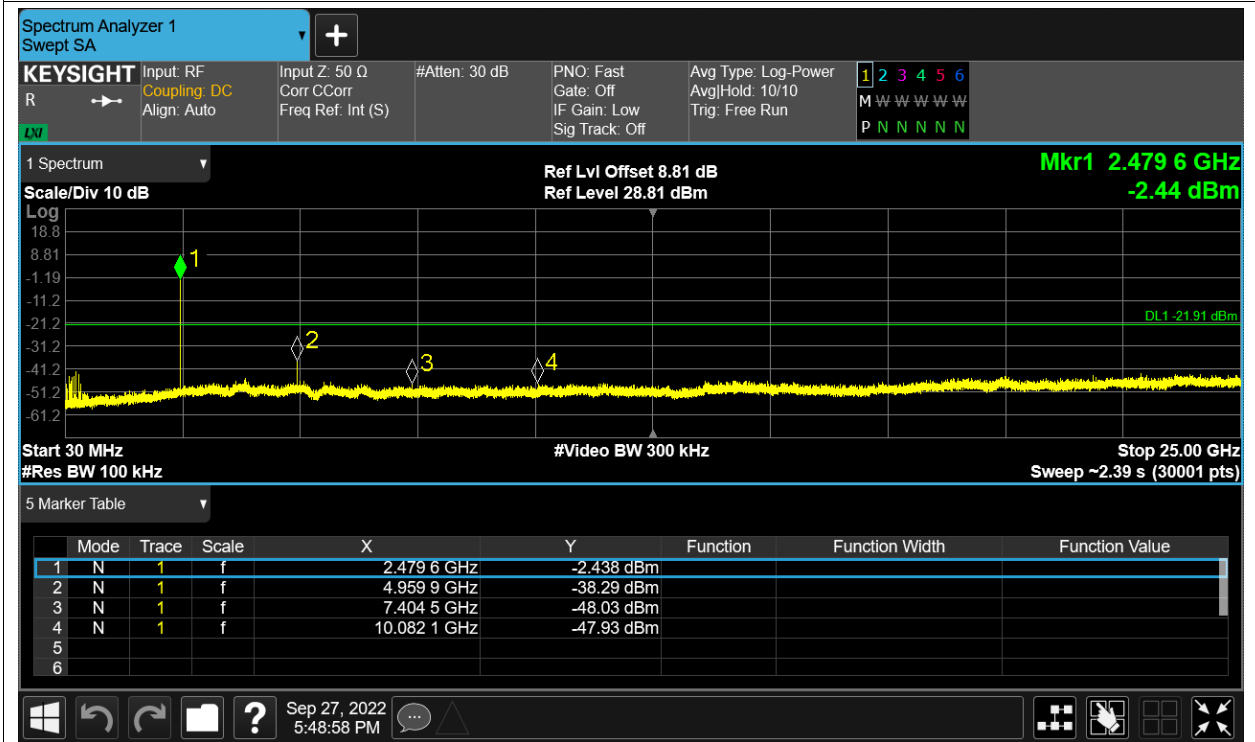 Spectrum Analyzer 1
Swept SA
KEYSIGHT
R
LXI
Input: RF
Coupling: DC
Align: Auto
Input Z: 50 Ω
Corr CCorr
Freq Ref: Int (S)
#Atten: 30 dB
PNO: Fast
Gate: Off
IF Gain: Low
Sig Track: Off
Avg Type: Log-Power
Avg|Hold: 10/10
Trig: Free Run
1 2 3 4 5 6
M W W W W W
P N N N N N
1 Spectrum
Scale/Div 10 dB
Ref Lvl Offset 8.81 dB
Ref Level 28.81 dBm
Mkr1 2.479 6 GHz
-2.44 dBm
Log
18.8
8.81
-1.19
-11.2
-21.2
-31.2
-41.2
-51.2
-61.2
1
2
3
4
DL1 -21.91 dBm
Start 30 MHz
#Res BW 100 kHz
#Video BW 300 kHz
Stop 25.00 GHz
Sweep ~2.39 s (30001 pts)
5 Marker Table
Mode Trace Scale X Y Function Function Width Function Value
1 N 1 f 2.479 6 GHz -2.438 dBm
2 N 1 f 4.959 9 GHz -38.29 dBm
3 N 1 f 7.404 5 GHz -48.03 dBm
4 N 1 f 10.082 1 GHz -47.93 dBm
5
6
?
Sep 27, 2022
5:48:58 PM